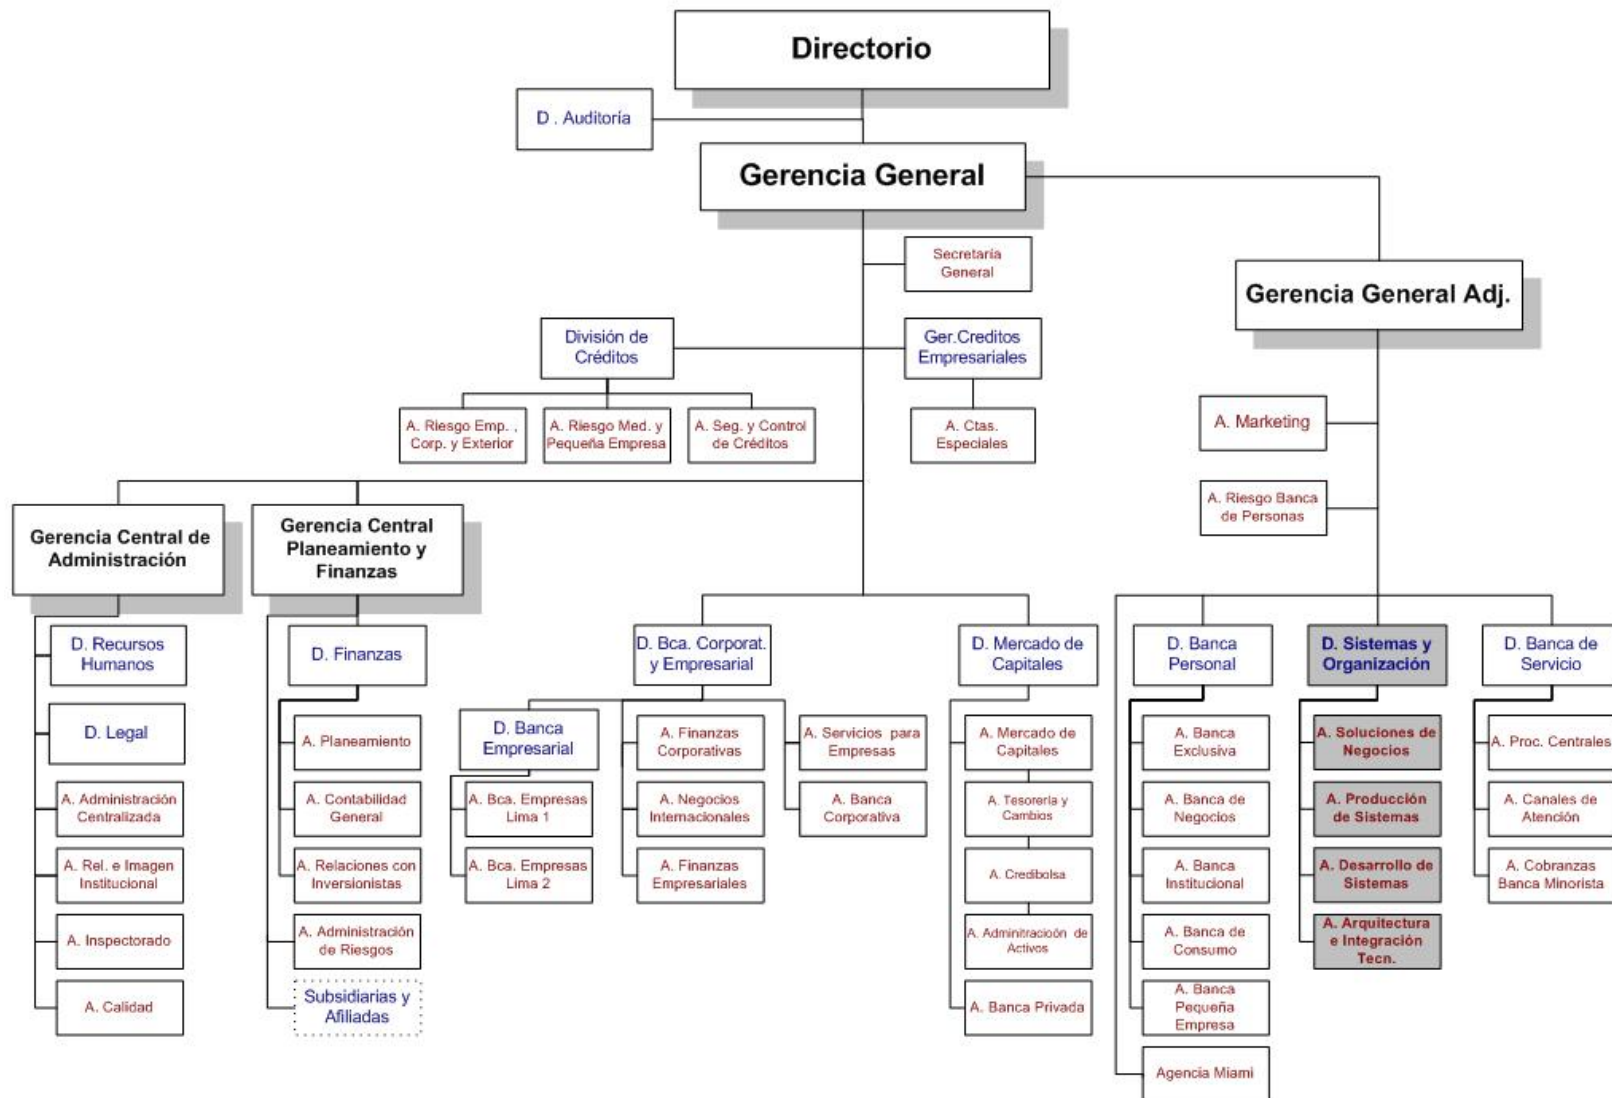 Directorio
D . Auditoría
Gerencia General
Secretaría
General
Gerencia General Adj.
División de
Créditos
Ger.Creditos
Empresariales
A. Riesgo Emp. ,
Corp. y Exterior
A. Riesgo Med. y
Pequeña Empresa
A. Seg. y Control
de Créditos
A. Ctas.
Especiales
A. Marketing
A. Riesgo Banca
de Personas
Gerencia Central de
Administración
Gerencia Central
Planeamiento y
Finanzas
D. Recursos
Humanos
D. Legal
A. Administración
Centralizada
A. Rel. e Imagen
Institucional
A. Inspectorado
A. Calidad
D. Finanzas
A. Planeamiento
A. Contabilidad
General
A. Relaciones con
Inversionistas
A. Administración
de Riesgos
Subsidiarias y
Afiliadas
D. Bca. Corporat.
y Empresarial
D. Banca
Empresarial
A. Bca. Empresas
Lima 1
A. Bca. Empresas
Lima 2
A. Finanzas
Corporativas
A. Negocios
Internacionales
A. Finanzas
Empresariales
A. Servicios para
Empresas
A. Banca
Corporativa
D. Mercado de
Capitales
A. Mercado de
Capitales
A. Tesorería y
Cambios
A. Credibolsa
A. Adminitracioón de
Activos
A. Banca Privada
D. Banca
Personal
A. Banca
Exclusiva
A. Banca de
Negocios
A. Banca
Institucional
A. Banca de
Consumo
A. Banca
Pequeña
Empresa
Agencia Miami
D. Sistemas y
Organización
A. Soluciones de
Negocios
A. Producción
de Sistemas
A. Desarrollo de
Sistemas
A. Arquitectura
e Integración
Tecn.
D. Banca de
Servicio
A. Proc. Centrales
A. Canales de
Atención
A. Cobranzas
Banca Minorista